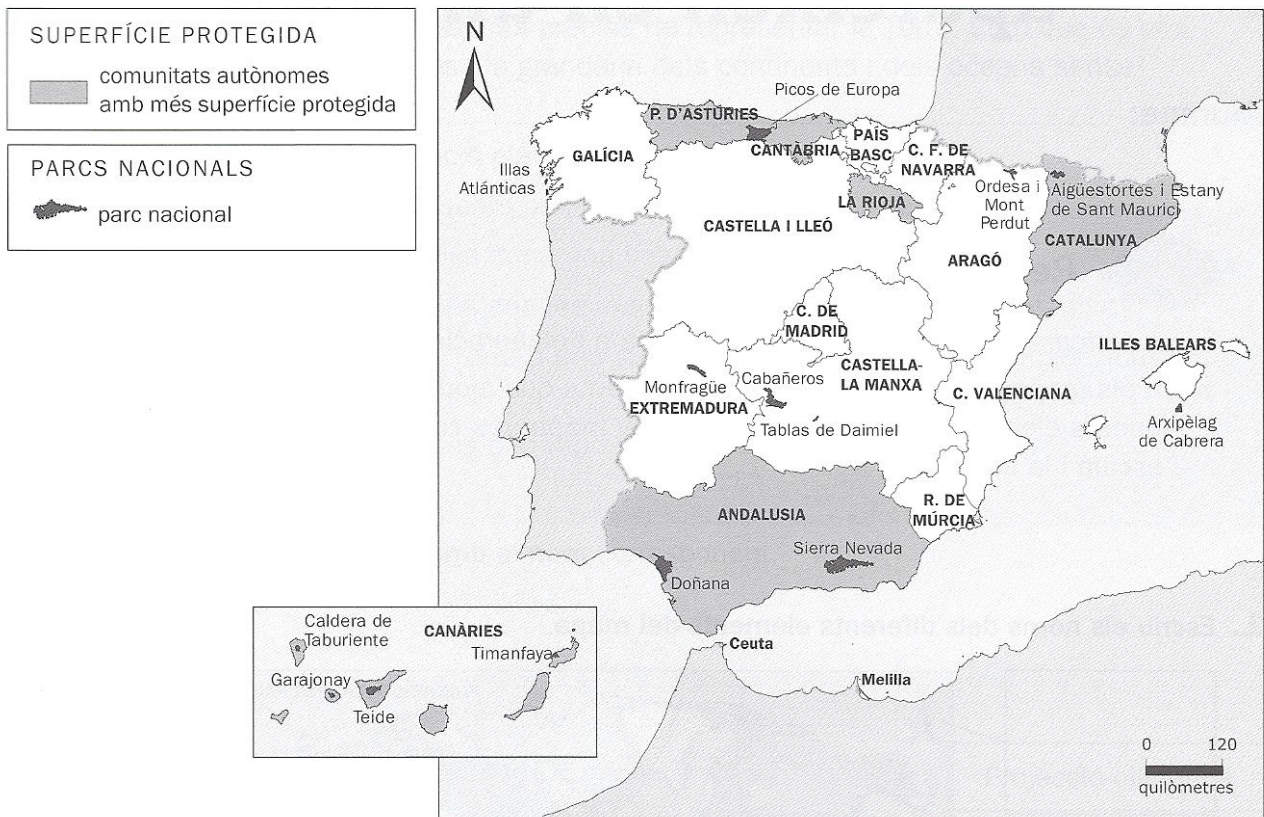 SUPERFÍCIE PROTEGIDA
comunitats autònomes
amb més superfície protegida
PARCS NACIONALS
parc nacional
N
Picos de Europa
P. D'ASTÚRIES
CANTÀBRIA
PAÍS
BASC
C. F. DE
NAVARRA
GALÍCIA
Illas
Atlánticas
LA RIOJA
Ordesa i
Mont
Perdut
Aigüestortes i Estany
de Sant Maurici
CASTELLA I LLEÓ
CATALUNYA
ARAGÓ
C. DE
MADRID
ILLES BALEARS
CASTELLA-
LA MANXA
C. VALENCIANA
Monfragüe
EXTREMADURA
Cabañeros
Tablas de Daimiel
Arxipèlag
de Cabrera
ANDALUSIA
R. DE
MÚRCIA
Sierra Nevada
Doñana
Caldera de
Taburiente
CANÀRIES
Timanfaya
Garajonay
Teide
Ceuta
Melilla
0 120
quilòmetres